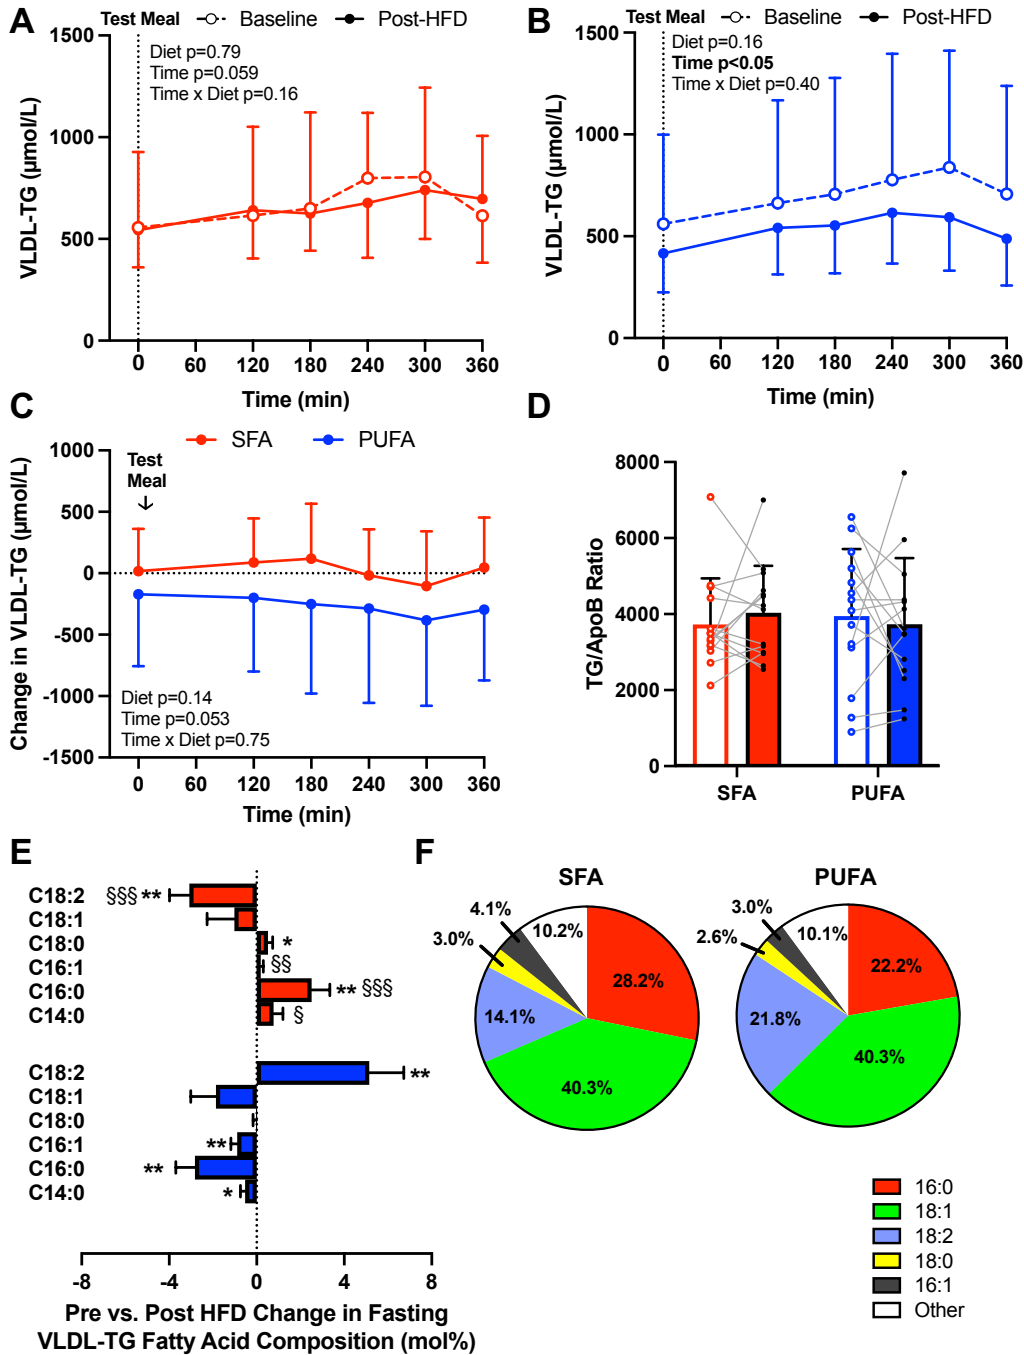 A
Test Meal Baseline Post-HFD
1500
1000
500
0
VLDL-TG (µmol/L)
Diet p=0.79
Time p=0.059
Time x Diet p=0.16
0 60 120 180 240 300 360
Time (min)
B
Test Meal Baseline Post-HFD
1500
1000
500
0
VLDL-TG (µmol/L)
Diet p=0.16
Time p<0.05
Time x Diet p=0.40
0 60 120 180 240 300 360
Time (min)
C
SFA PUFA
1000
500
0
-500
-1000
-1500
Change in VLDL-TG (µmol/L)
Test
Meal
Diet p=0.14
Time p=0.053
Time x Diet p=0.75
0 60 120 180 240 300 360
Time (min)
D
8000
6000
4000
2000
0
TG/ApoB Ratio
SFA PUFA
E
C18:2 §§§ **
C18:1
C18:0 *
C16:1 §§
C16:0 ** §§§
C14:0 §
C18:2 **
C18:1
C18:0
C16:1 **
C16:0 **
C14:0 *
-8 -4 0 4 8
Pre vs. Post HFD Change in Fasting
VLDL-TG Fatty Acid Composition (mol%)
F
SFA
4.1%
10.2%
3.0%
28.2%
14.1%
40.3%
PUFA
3.0%
10.1%
2.6%
22.2%
21.8%
40.3%
16:0
18:1
18:2
18:0
16:1
Other